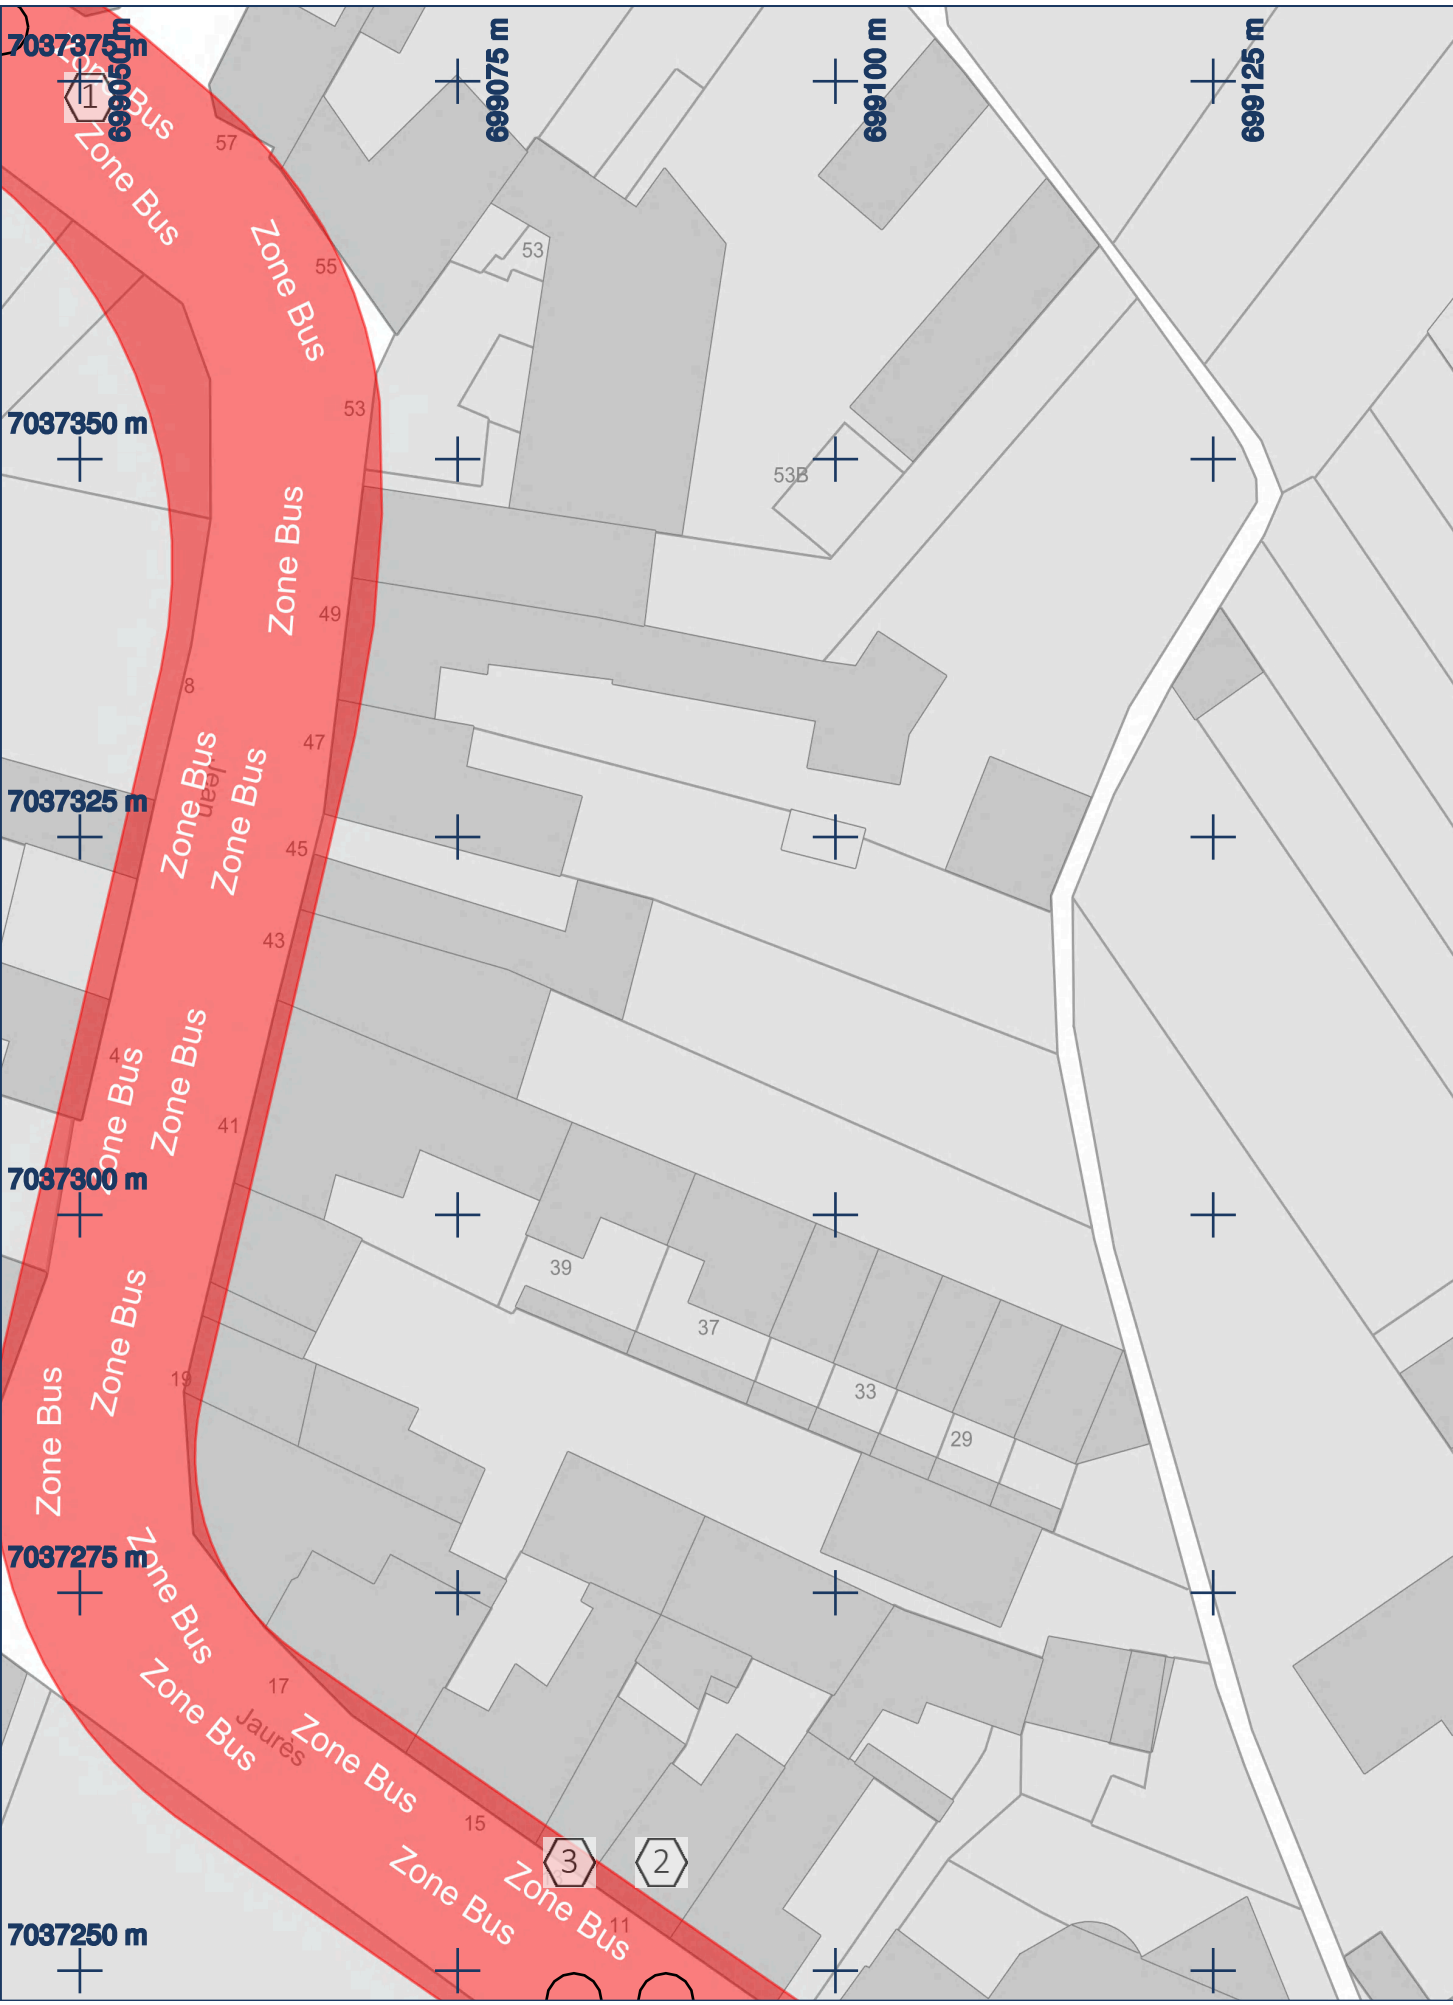 7037375 m
699050 m
699075 m
699100 m
699125 m
Zone Bus
1
Zone Bus
57
Zone Bus
53
55
53
7037350 m
53B
Zone Bus
49
8
47
Zone Bus
Jean
Zone Bus
7037325 m
45
43
Zone Bus
4
Zone Bus
41
7037300 m
39
Zone Bus
37
19
33
Zone Bus
29
7037275 m
Zone Bus
Zone Bus
17
Jaurès
Zone Bus
15
3
2
Zone Bus
Zone Bus
11
7037250 m